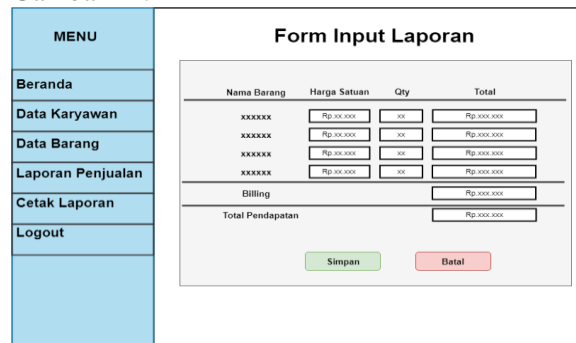 MENU
Beranda
Data Karyawan
Data Barang
Laporan Penjualan
Cetak Laporan
Logout
Form Input Laporan
Nama Barang Harga Satuan Qty Total
xxxxxx Rp.xx.xxx xx Rp.xxx.xxx
xxxxxx Rp.xx.xxx xx Rp.xxx.xxx
xxxxxx Rp.xx.xxx xx Rp.xxx.xxx
xxxxxx Rp.xx.xxx xx Rp.xxx.xxx
Billing Rp.xxx.xxx
Total Pendapatan Rp.xxx.xxx
Simpan Batal